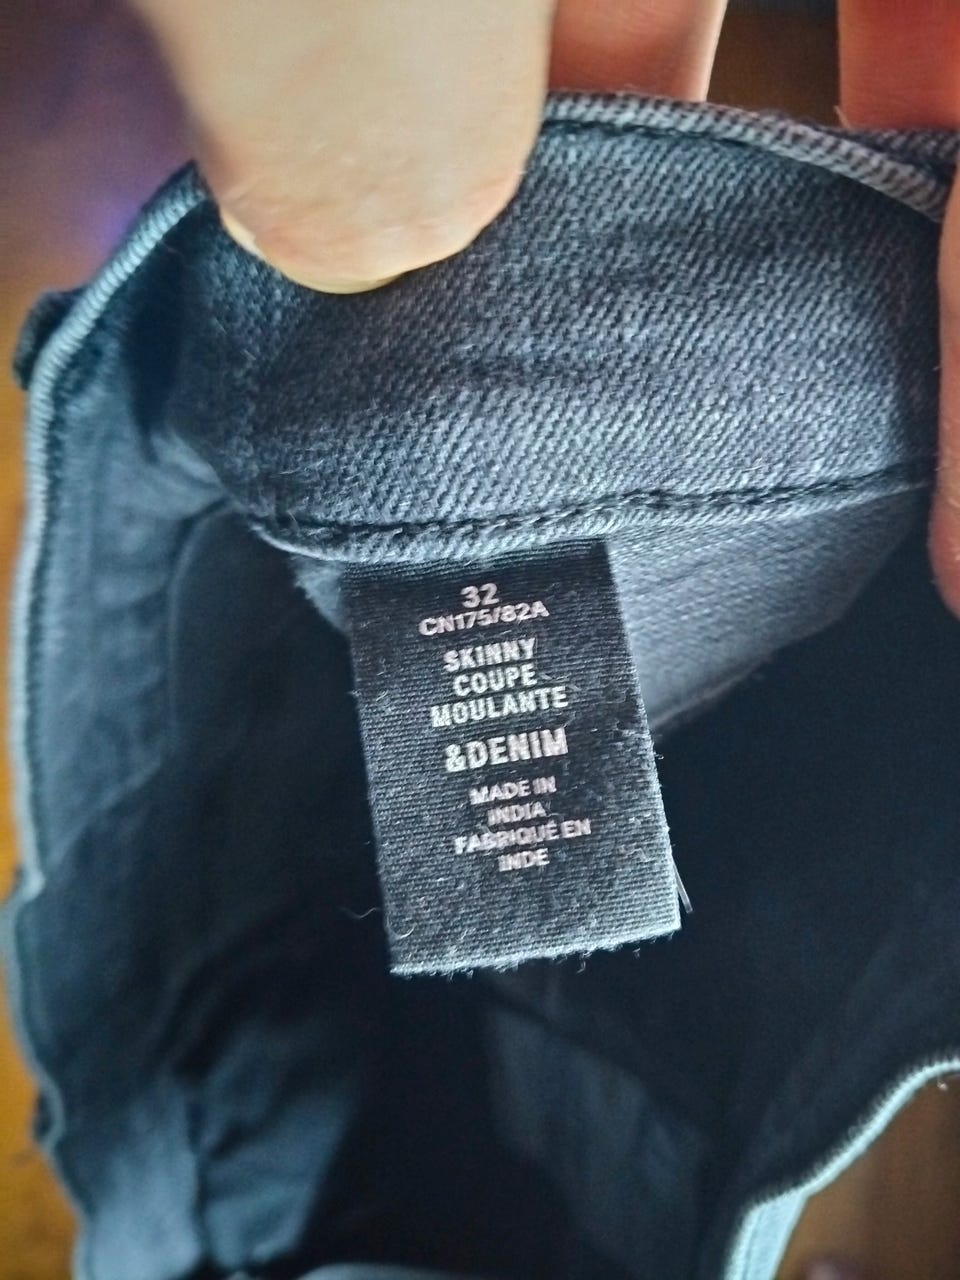 32
CN175/82A
SKINNY
COUPE
MOULANTE
&DENIM
MADE IN
INDIA
FABRIQUÉ EN
INDE